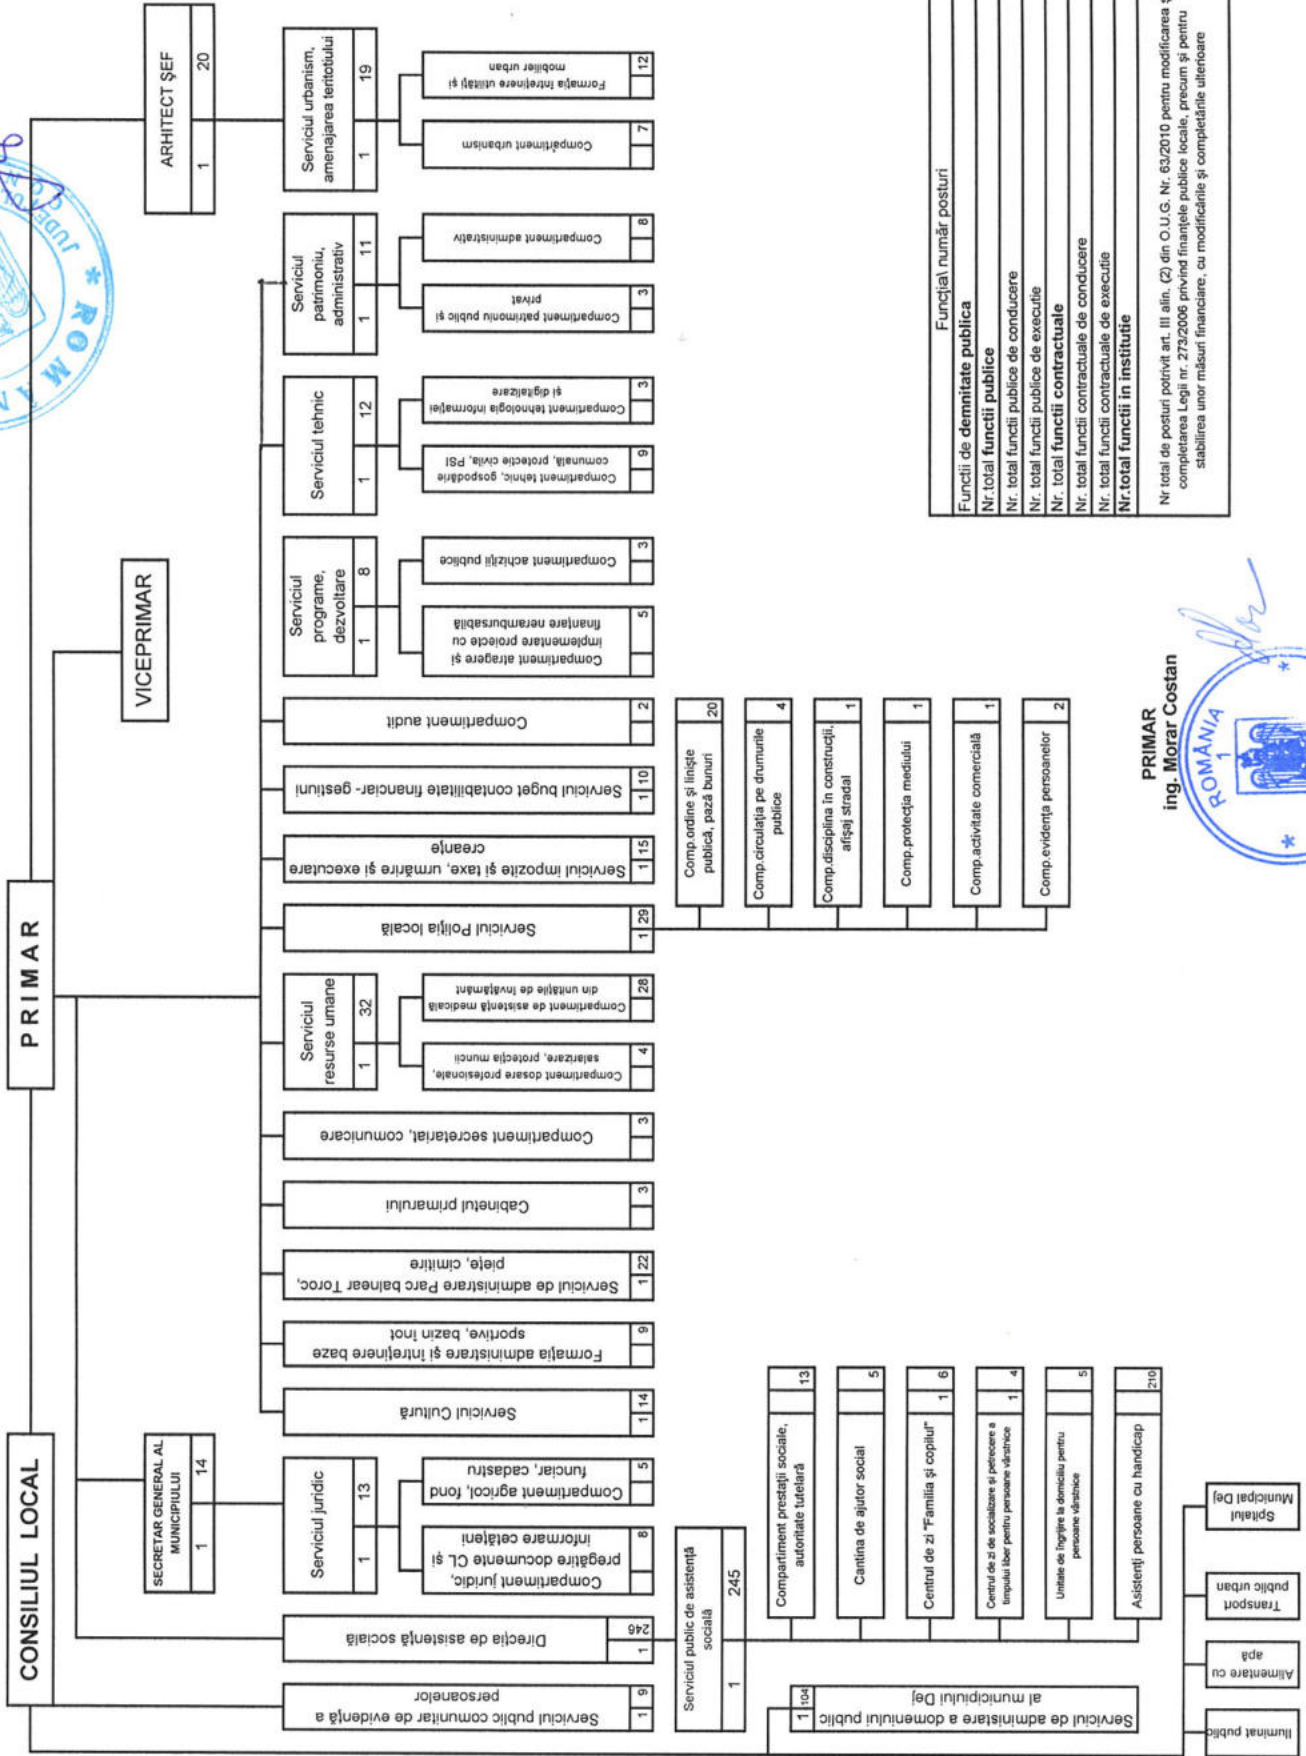 CONSILIUL LOCAL
PRIMAR
VICEPRIMAR
ARHITECT ŞEF
1 20
SECRETAR GENERAL AL
MUNICIPIULUI
1 14
Serviciul public comunitar de evidenţă a
persoanelor
1 9
Direcţia de asistenţă socială
1 246
Serviciul juridic
1 13
Compartiment juridic,
pregătire documente CL şi
informare cetăţeni
8
Compartiment agricol, fond
funciar, cadastru
5
Serviciul Cultură
1 14
Formaţia administrare şi întreţinere baze
sportive, bazin înot
9
Serviciul de administrare Parc balnear Toroc,
pieţe, cimitire
1 22
Cabinetul primarului
3
Compartiment secretariat, comunicare
3
Serviciul
resurse umane
1 32
Compartiment dosare profesionale,
salarizare, protecţia muncii
4
Compartiment de asistenţă medicală
din unităţile de învăţământ
28
Serviciul Poliţia locală
1 29
Serviciul impozite şi taxe, urmărire şi executare
creanţe
1 15
Serviciul buget contabilitate financiar- gestiuni
1 10
Compartiment audit
2
Serviciul
programe,
dezvoltare
1 8
Compartiment atragere şi
implementare proiecte cu
finanţare nerambursabilă
5
Compartiment achiziţii publice
3
Serviciul tehnic
1 12
Compartiment tehnic, gospodărie
comunală, protectie civila, PSI
9
Compartiment tehnologia informaţiei
şi digitalizare
3
Serviciul
patrimoniu,
administrativ
1 11
Compartiment patrimoniu public şi
privat
3
Compartiment administrativ
8
Serviciul urbanism,
amenajarea teritotiului
1 19
Compartiment urbanism
7
Formaţia întreţinere utilităţi şi
mobilier urban
12
Serviciul public de asistenţă
socială
1 245
Compartiment prestaţii sociale,
autoritate tutelară
13
Cantina de ajutor social
5
Centrul de zi "Familia şi copilul"
1 6
Centrul de zi de socializare şi petrecere a
timpului liber pentru persoane vârstnice
1 4
Unitate de îngrijire la domiciliu pentru
persoane vârstnice
5
Asistenţi persoane cu handicap
210
Comp.ordine şi linişte
publică, pază bunuri
20
Comp.circulaţia pe drumurile
publice
4
Comp.disciplina în construcţii,
afişaj stradal
1
Comp.protecţia mediului
1
Comp.activitate comercială
1
Comp.evidenţa persoanelor
2
Serviciul de administare a domeniului public
al municipiului Dej
1 104
Iluminat public
Alimentare cu
apă
Transport
public urban
Spitalul
Municipal Dej
Funcţia\ număr posturi
Functii de demnitate publica
Nr.total functii publice
Nr. total functii publice de conducere
Nr. total functii publice de executie
Nr. total functii contractuale
Nr. total functii contractuale de conducere
Nr. total functii contractuale de executie
Nr.total functii in institutie
Nr total de posturi potrivit art. III alin. (2) din O.U.G. Nr. 63/2010 pentru modificarea ş
completarea Legii nr. 273/2006 privind finanţele publice locale, precum şi pentru
stabilirea unor măsuri financiare, cu modificările şi completările ulterioare
PRIMAR
ing. Morar Costan
ROMÂNIA
1
* ROMÂN
JUDEŢUL